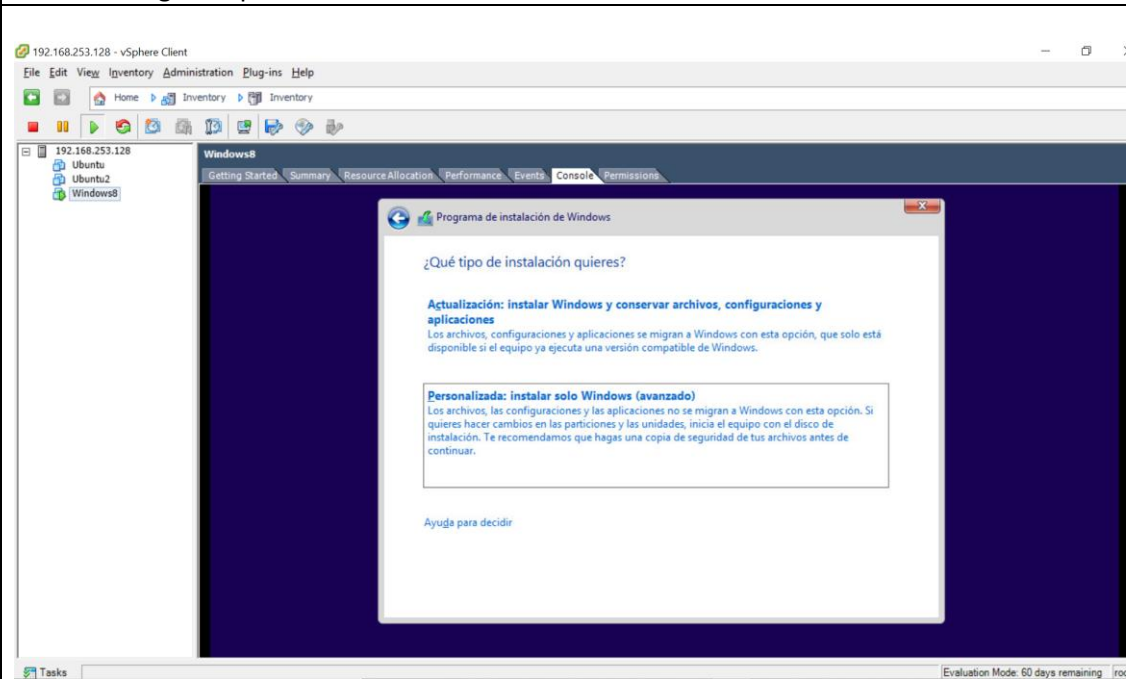 192.168.253.128 - vSphere Client
File Edit View Inventory Administration Plug-ins Help
Home Inventory Inventory
192.168.253.128
Ubuntu
Ubuntu2
Windows8
Windows8
Getting Started Summary Resource Allocation Performance Events Console Permissions
Programa de instalación de Windows
¿Qué tipo de instalación quieres?
Actualización: instalar Windows y conservar archivos, configuraciones y
aplicaciones
Los archivos, configuraciones y aplicaciones se migran a Windows con esta opción, que solo está
disponible si el equipo ya ejecuta una versión compatible de Windows.
Personalizada: instalar solo Windows (avanzado)
Los archivos, las configuraciones y las aplicaciones no se migran a Windows con esta opción. Si
quieres hacer cambios en las particiones y las unidades, inicia el equipo con el disco de
instalación. Te recomendamos que hagas una copia de seguridad de tus archivos antes de
continuar.
Ayuda para decidir
Tasks
Evaluation Mode: 60 days remaining